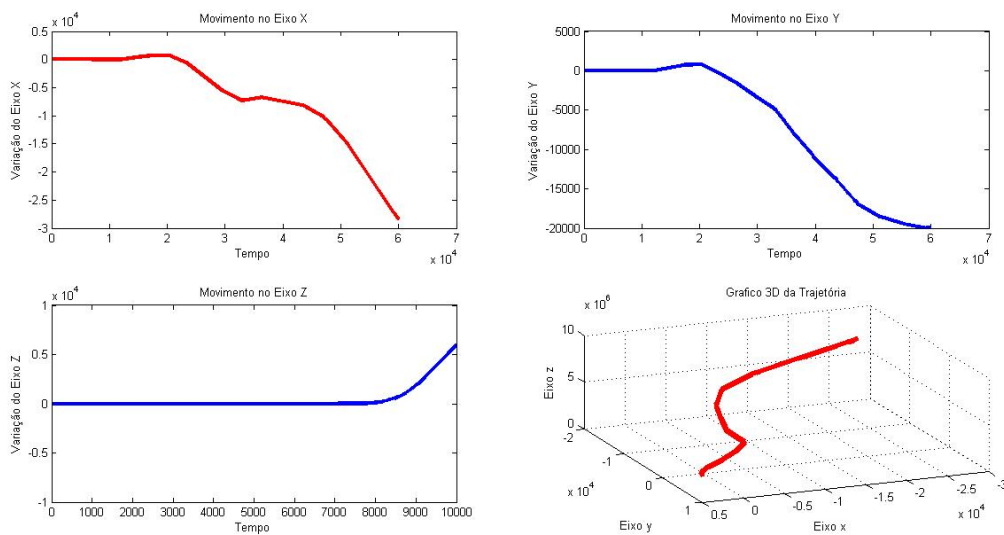 Movimento no Eixo X
x 10^4
Variação do Eixo X
0.5
0
-0.5
-1
-1.5
-2
-2.5
-3
0 1 2 3 4 5 6 7
Tempo
x 10^4
Movimento no Eixo Y
Variação do Eixo Y
5000
0
-5000
-10000
-15000
-20000
0 1 2 3 4 5 6 7
Tempo
x 10^4
Movimento no Eixo Z
x 10^4
Variação do Eixo Z
1
0.5
0
-0.5
-1
0 1000 2000 3000 4000 5000 6000 7000 8000 9000 10000
Tempo
Grafico 3D da Trajetória
x 10^6
Eixo z
10
5
0
-2
-1
0
1
x 10^4
Eixo y
0.5 0 -0.5 -1 -1.5 -2 -2.5 -3
x 10^4
Eixo x